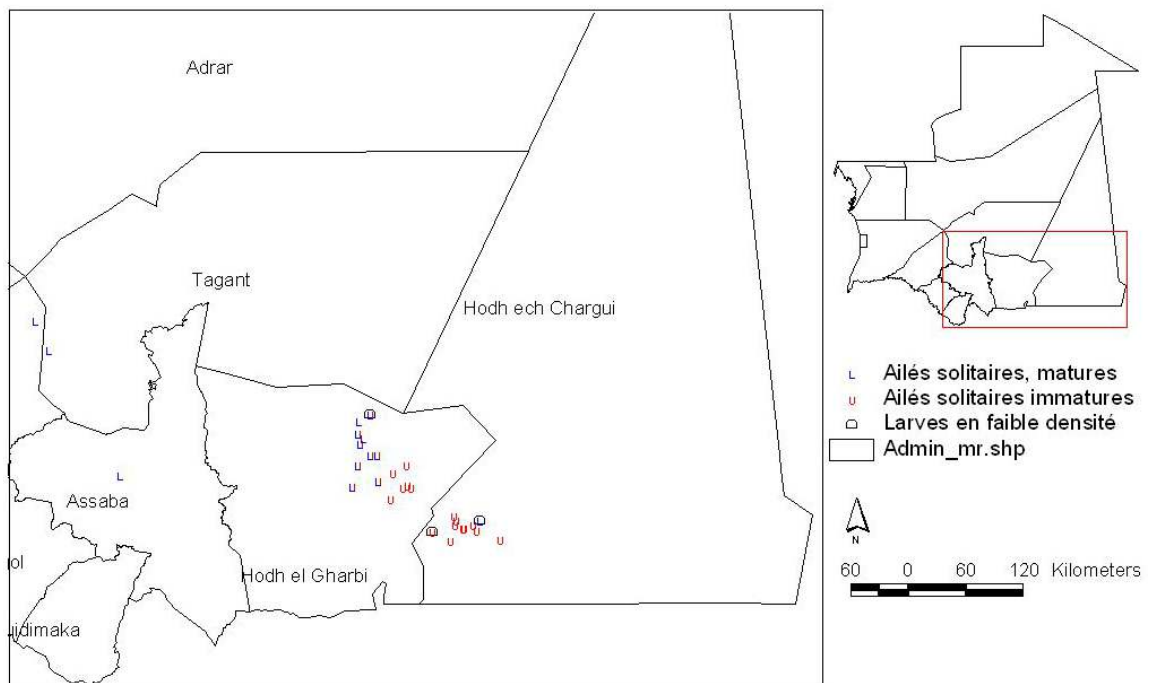 Adrar
Tagant
Hodh ech Chargui
Assaba
Hodh el Gharbi
ol
idimaka
L Ailés solitaires, matures
U Ailés solitaires immatures
Larves en faible densité
Admin_mr.shp
N
60 0 60 120 Kilometers